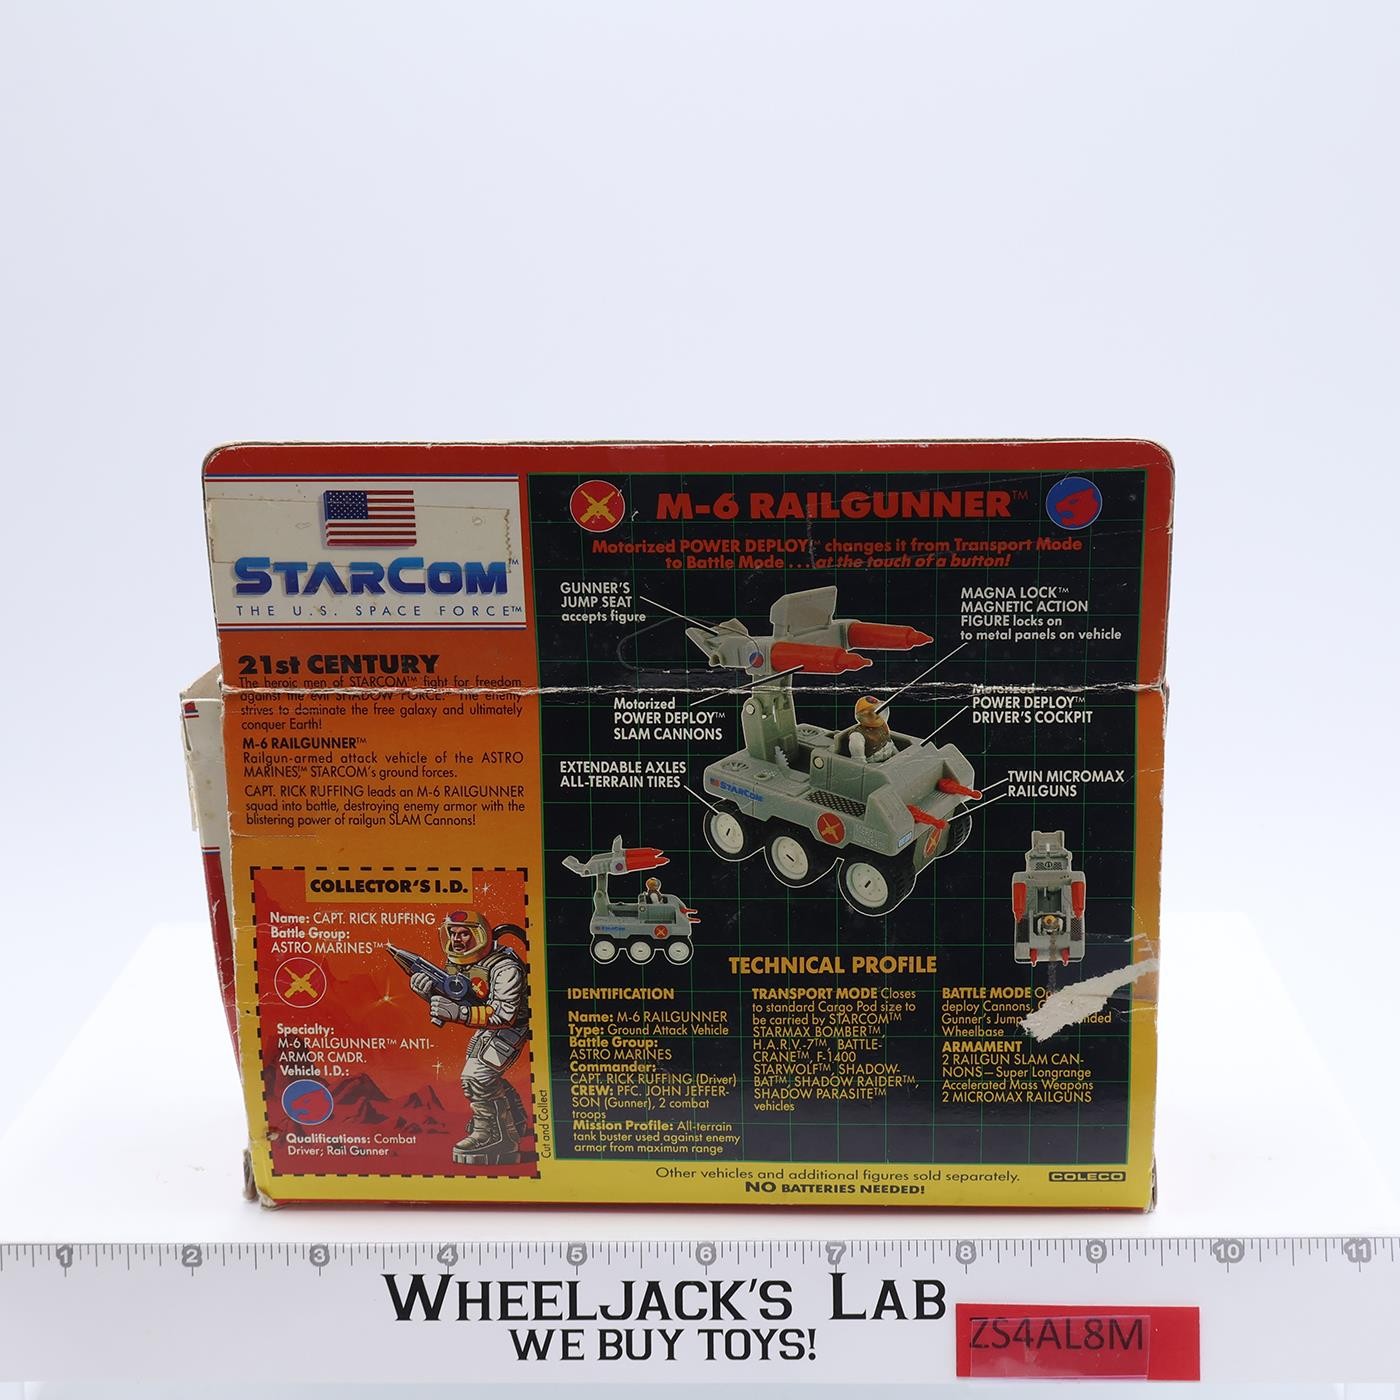 STARCOM™
THE U.S. SPACE FORCE™
21st CENTURY
The heroic men of STARCOM™ fight for freedom
against the evil SHADOW FORCE.™ The enemy
strives to dominate the free galaxy and ultimately
conquer Earth!
M-6 RAILGUNNER™
Railgun-armed attack vehicle of the ASTRO
MARINES,™ STARCOM's ground forces.
CAPT. RICK RUFFING leads an M-6 RAILGUNNER
squad into battle, destroying enemy armor with the
blistering power of railgun SLAM Cannons!
COLLECTOR'S I.D.
Name: CAPT. RICK RUFFING
Battle Group:
ASTRO MARINES™
Specialty:
M-6 RAILGUNNER™ ANTI-
ARMOR CMDR.
Vehicle I.D.:
Qualifications: Combat
Driver; Rail Gunner
Cut and Collect
M-6 RAILGUNNER™
Motorized POWER DEPLOY™ changes it from Transport Mode
to Battle Mode . . . at the touch of a button!
GUNNER'S
JUMP SEAT
accepts figure
MAGNA LOCK™
MAGNETIC ACTION
FIGURE locks on
to metal panels on vehicle
Motorized
POWER DEPLOY™
SLAM CANNONS
Motorized
POWER DEPLOY™
DRIVER'S COCKPIT
EXTENDABLE AXLES
ALL-TERRAIN TIRES
TWIN MICROMAX
RAILGUNS
STARCOM
STARCOM
TECHNICAL PROFILE
IDENTIFICATION
Name: M-6 RAILGUNNER
Type: Ground Attack Vehicle
Battle Group:
ASTRO MARINES
Commander:
CAPT. RICK RUFFING (Driver)
CREW: PFC. JOHN JEFFER-
SON (Gunner), 2 combat
troops
Mission Profile: All-terrain
tank buster used against enemy
armor from maximum range
TRANSPORT MODE Closes
to standard Cargo Pod size to
be carried by STARCOM™
STARMAX BOMBER™,
H.A.R.V.-7™, BATTLE-
CRANE™, F-1400
STARWOLF™, SHADOW-
BAT™, SHADOW RAIDER™,
SHADOW PARASITE™
vehicles
BATTLE MODE
deploy Cannons,
Gunner's Jump
Wheelbase
ARMAMENT
2 RAILGUN SLAM CAN-
NONS—Super Longrange
Accelerated Mass Weapons
2 MICROMAX RAILGUNS
Other vehicles and additional figures sold separately.
NO BATTERIES NEEDED!
COLECO
1 2 3 4 5 6 7 8 9 10 11
WHEELJACK'S LAB
WE BUY TOYS!
ZS4AL8M